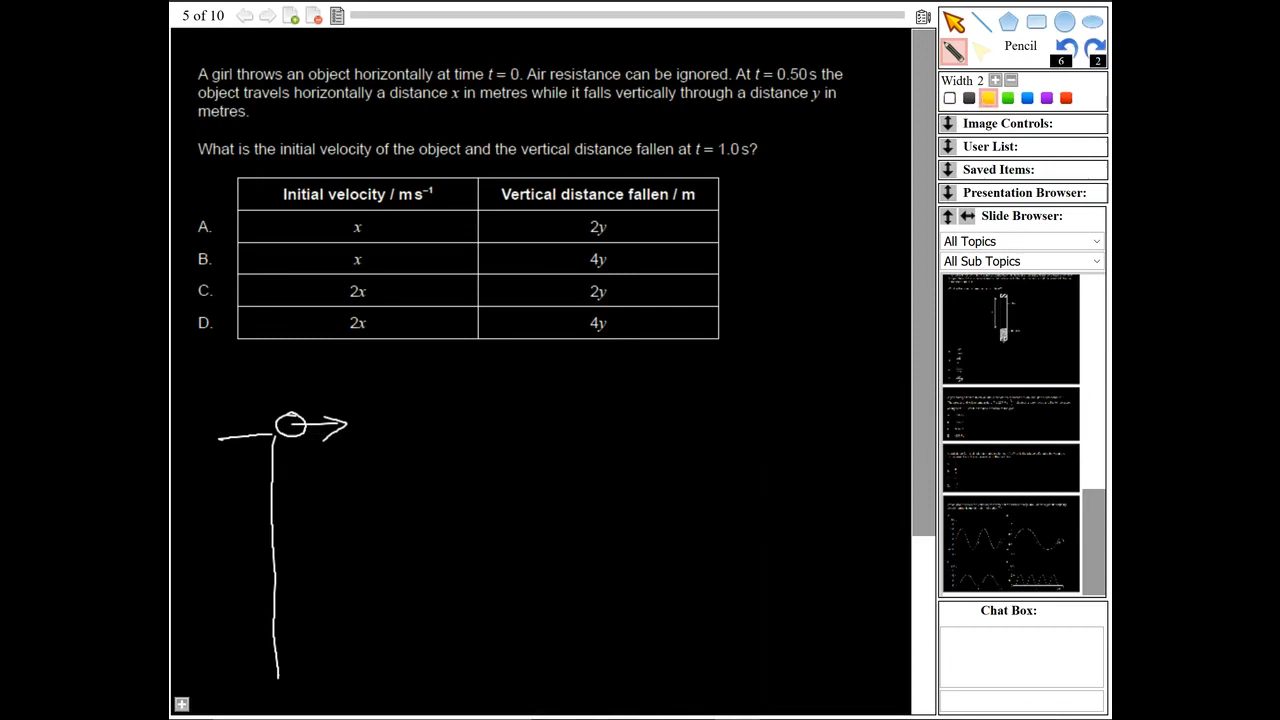 5 of 10
A girl throws an object horizontally at time t = 0. Air resistance can be ignored. At t = 0.50 s the
object travels horizontally a distance x in metres while it falls vertically through a distance y in
metres.
What is the initial velocity of the object and the vertical distance fallen at t = 1.0 s?
Initial velocity / m s⁻¹ Vertical distance fallen / m
A. x 2y
B. x 4y
C. 2x 2y
D. 2x 4y
Pencil
6 2
Width 2
Image Controls:
User List:
Saved Items:
Presentation Browser:
Slide Browser:
All Topics
All Sub Topics
Chat Box: